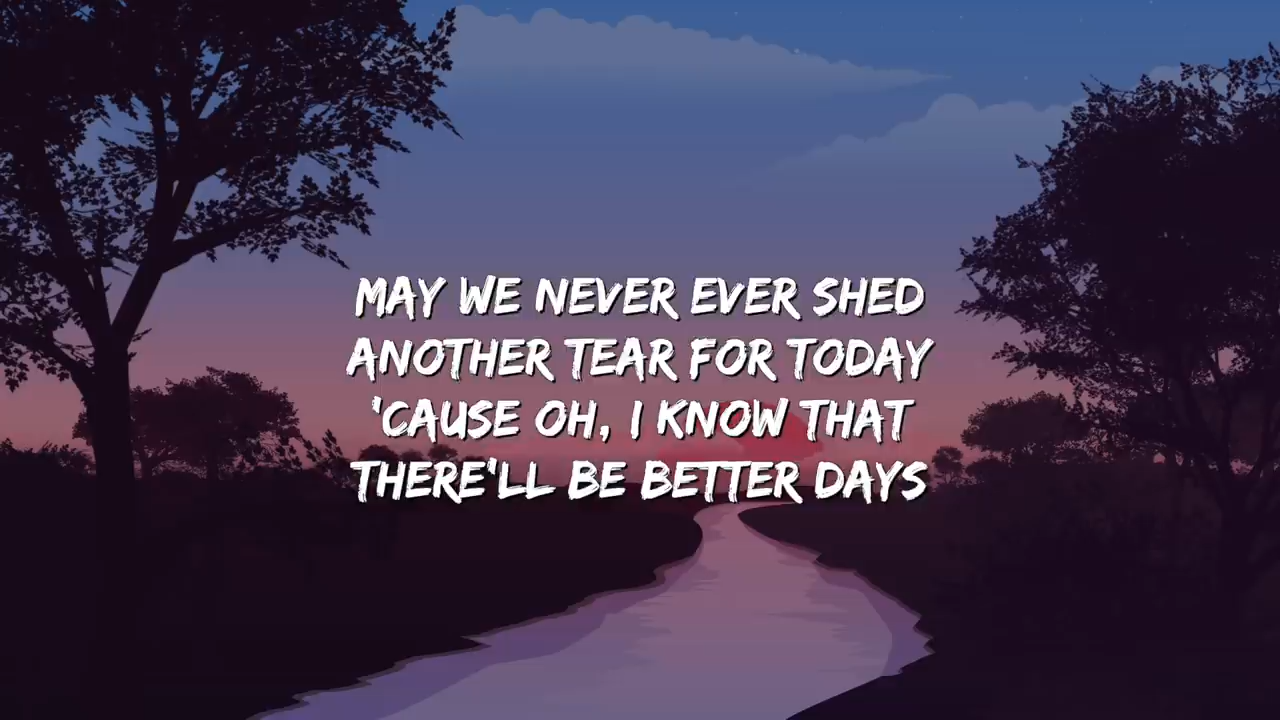 MAY WE NEVER EVER SHED
ANOTHER TEAR FOR TODAY
'CAUSE OH, I KNOW THAT
THERE'LL BE BETTER DAYS